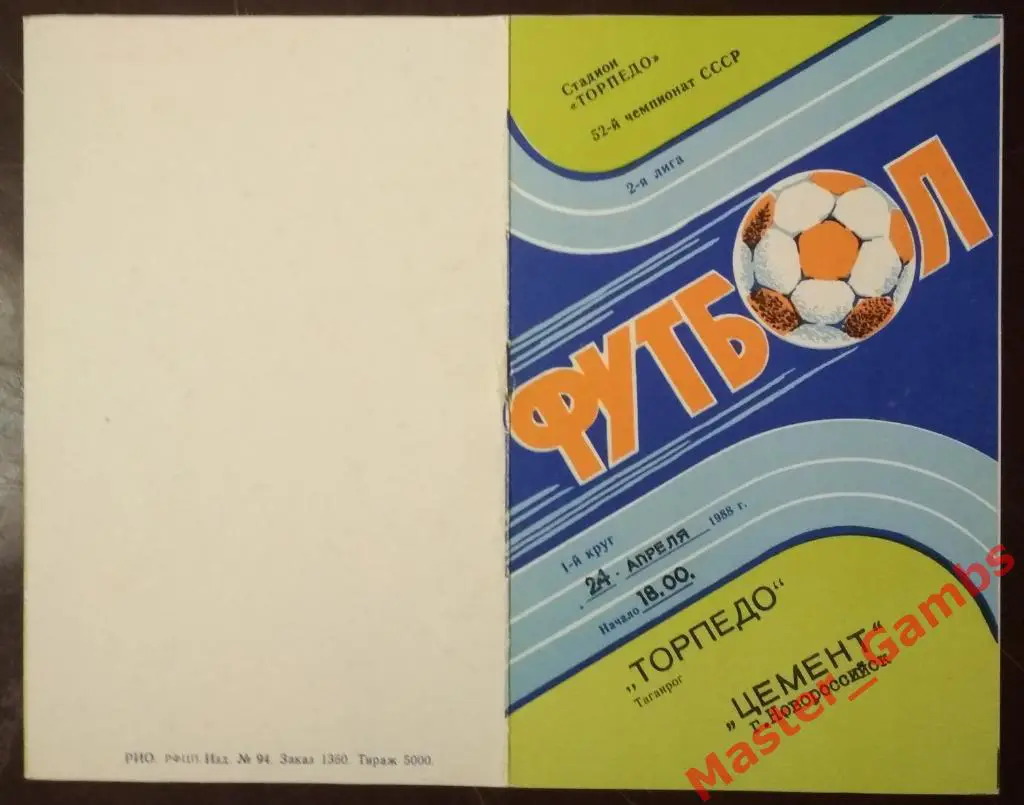 Стадион
«ТОРПЕДО»
52-й чемпионат СССР
2-я лига
ФУТБОЛ
1-й круг
24. АПРЕЛЯ 1988 г.
Начало 18.00.
„ТОРПЕДО“
Таганрог
„ЦЕМЕНТ“
г.Новороссийск
РИО. РФЦП. Изд. № 94. Заказ 1360. Тираж 5000.
Master_Gambs